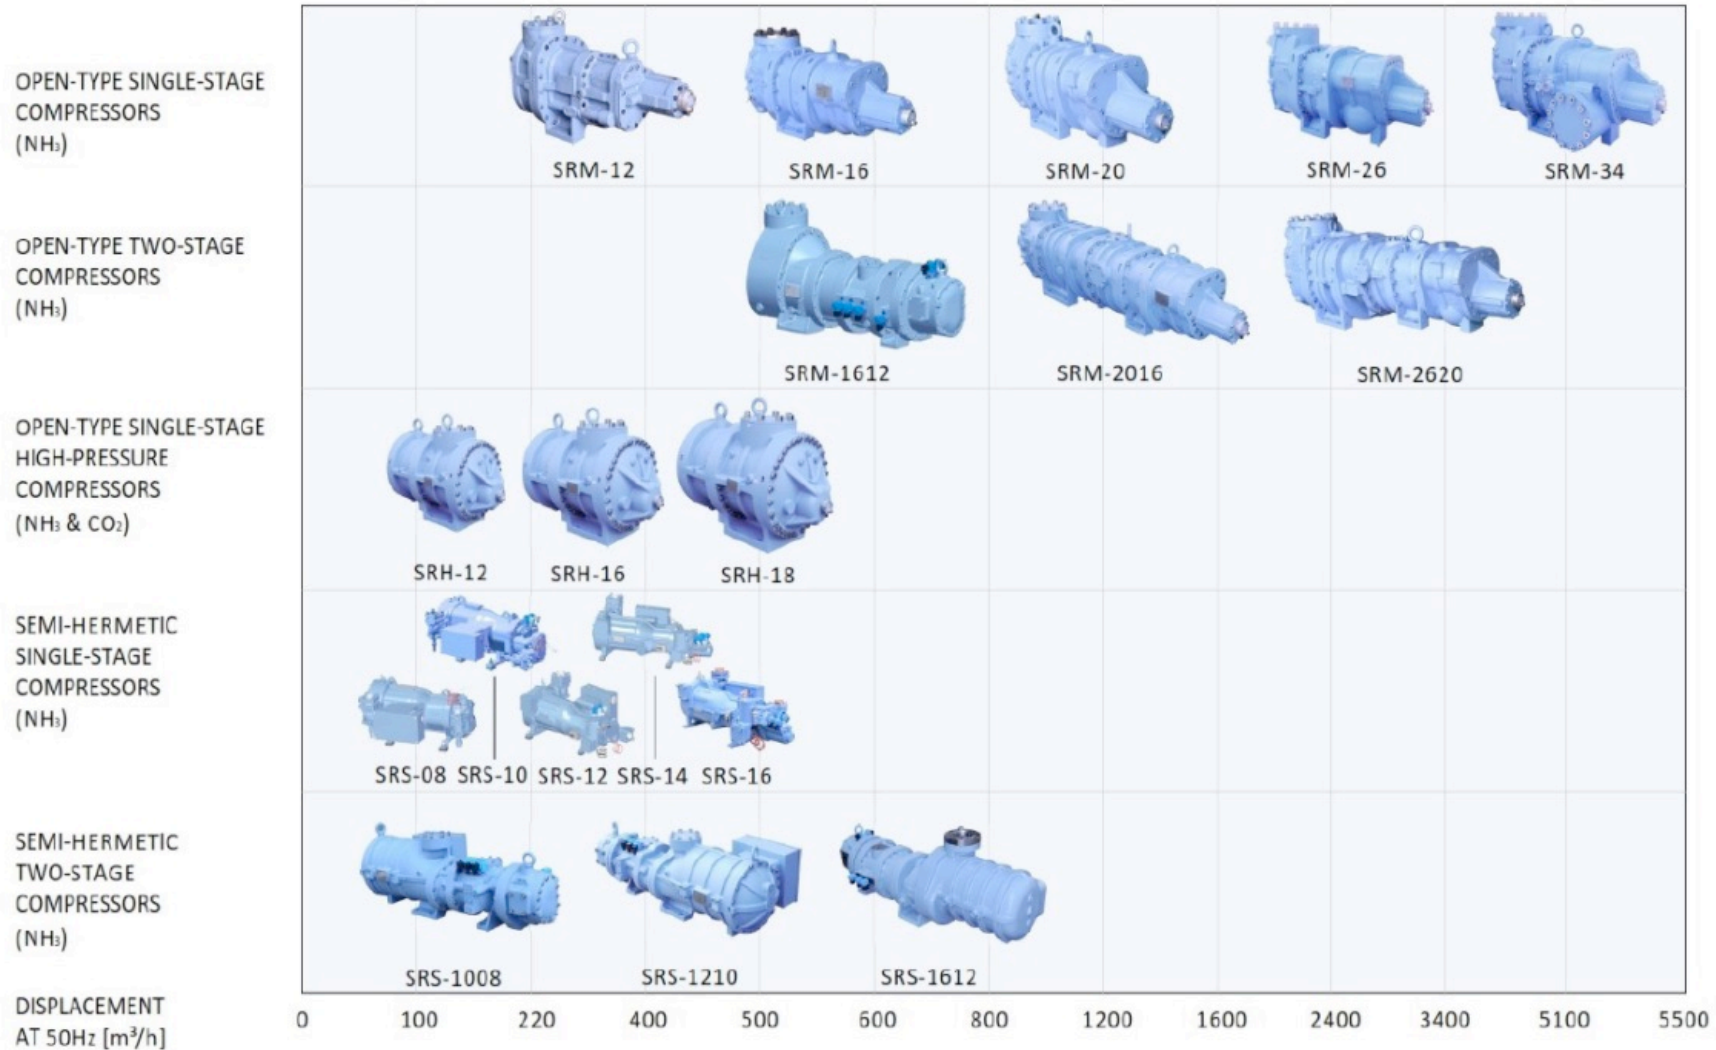 OPEN-TYPE SINGLE-STAGE
COMPRESSORS
(NH₃)
SRM-12 SRM-16 SRM-20 SRM-26 SRM-34
OPEN-TYPE TWO-STAGE
COMPRESSORS
(NH₃)
SRM-1612 SRM-2016 SRM-2620
OPEN-TYPE SINGLE-STAGE
HIGH-PRESSURE
COMPRESSORS
(NH₃ & CO₂)
SRH-12 SRH-16 SRH-18
SEMI-HERMETIC
SINGLE-STAGE
COMPRESSORS
(NH₃)
SRS-08 SRS-10 SRS-12 SRS-14 SRS-16
SEMI-HERMETIC
TWO-STAGE
COMPRESSORS
(NH₃)
SRS-1008 SRS-1210 SRS-1612
DISPLACEMENT
AT 50Hz [m³/h]
0 100 220 400 500 600 800 1200 1600 2400 3400 5100 5500